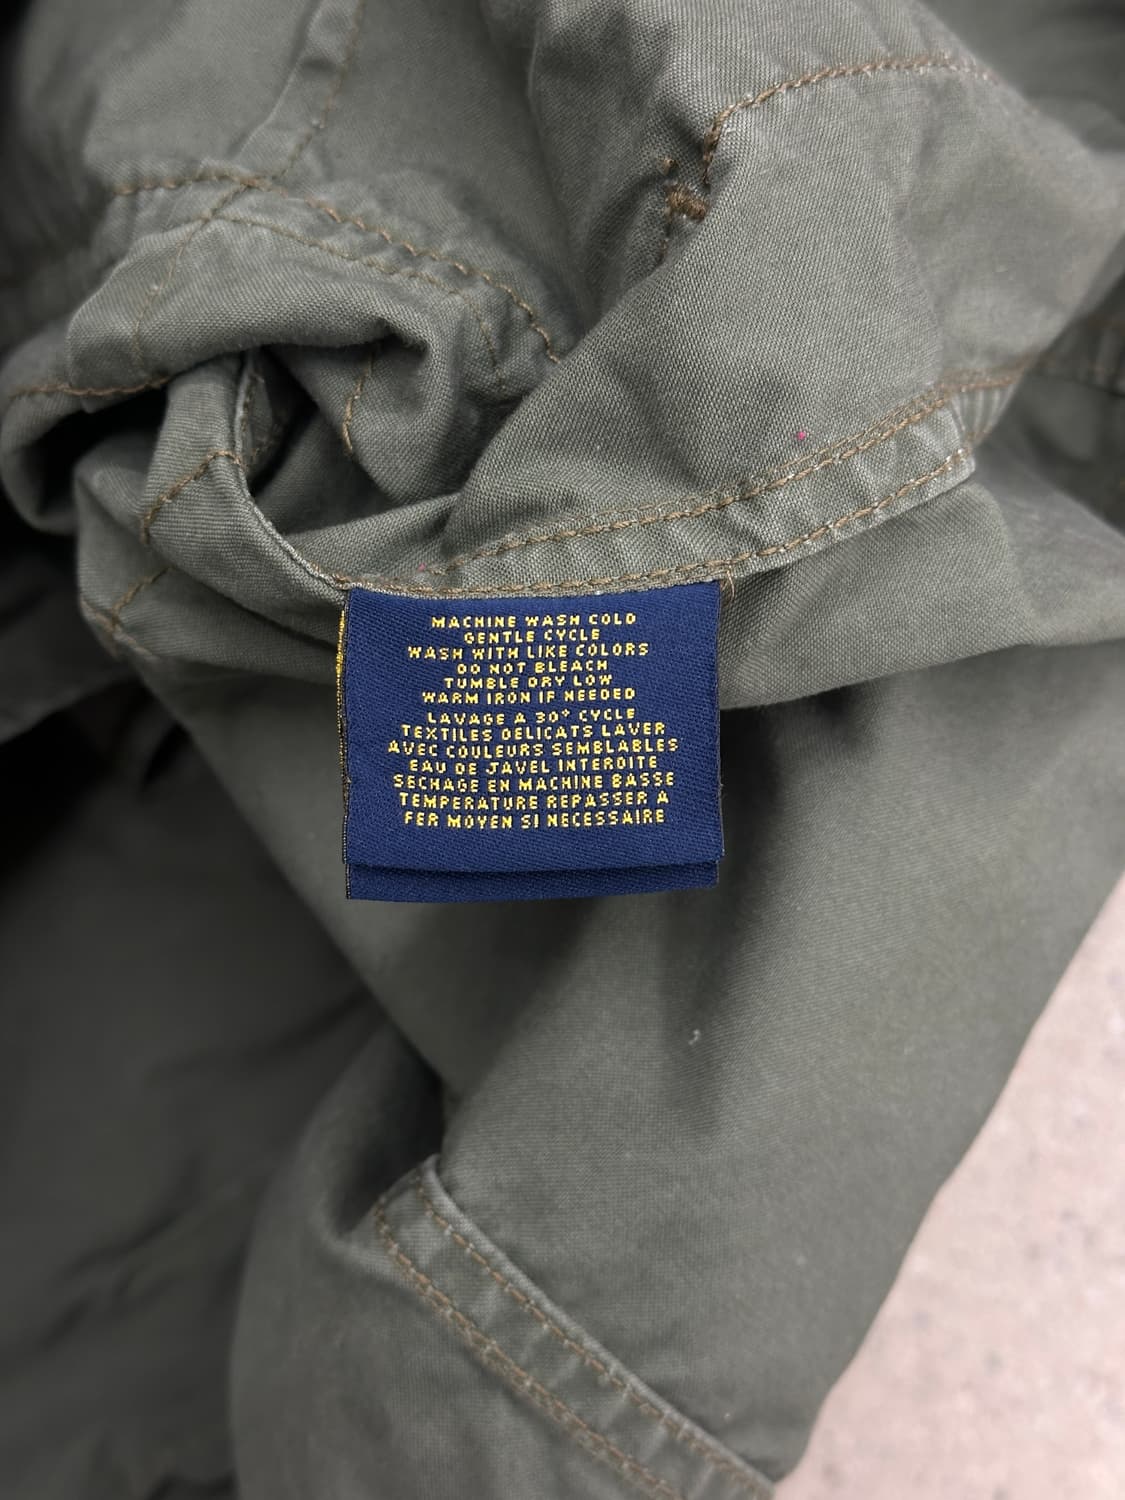 MACHINE WASH COLD
GENTLE CYCLE
WASH WITH LIKE COLORS
DO NOT BLEACH
TUMBLE DRY LOW
WARM IRON IF NEEDED
LAVAGE A 30° CYCLE
TEXTILES DELICATS LAVER
AVEC COULEURS SEMBLABLES
EAU DE JAVEL INTERDITE
SECHAGE EN MACHINE BASSE
TEMPERATURE REPASSER A
FER MOYEN SI NECESSAIRE